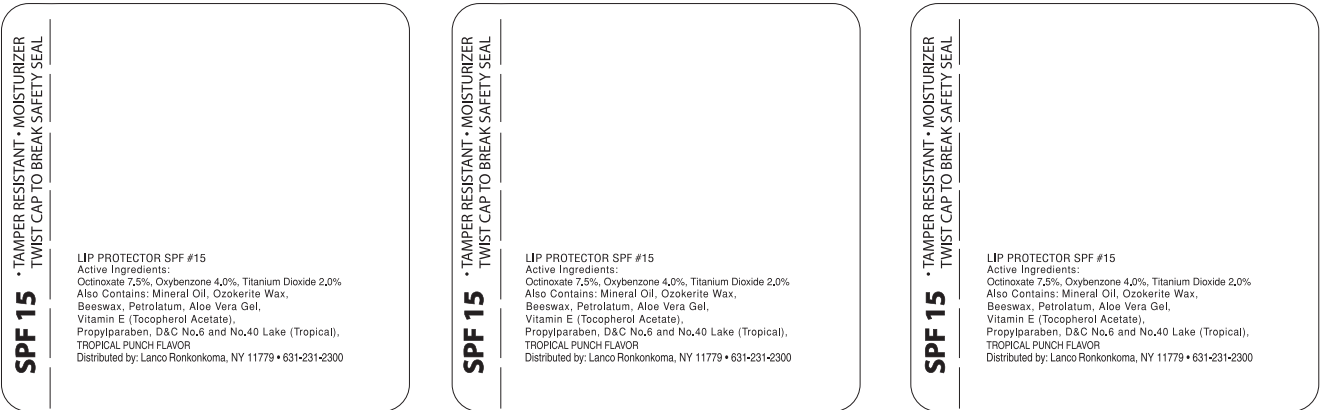 SPF 15 • TAMPER RESISTANT • MOISTURIZER
TWIST CAP TO BREAK SAFETY SEAL
LIP PROTECTOR SPF #15
Active Ingredients:
Octinoxate 7.5%, Oxybenzone 4.0%, Titanium Dioxide 2.0%
Also Contains: Mineral Oil, Ozokerite Wax,
Beeswax, Petrolatum, Aloe Vera Gel,
Vitamin E (Tocopherol Acetate),
Propylparaben, D&C No.6 and No.40 Lake (Tropical),
TROPICAL PUNCH FLAVOR
Distributed by: Lanco Ronkonkoma, NY 11779 • 631-231-2300
SPF 15 • TAMPER RESISTANT • MOISTURIZER
TWIST CAP TO BREAK SAFETY SEAL
LIP PROTECTOR SPF #15
Active Ingredients:
Octinoxate 7.5%, Oxybenzone 4.0%, Titanium Dioxide 2.0%
Also Contains: Mineral Oil, Ozokerite Wax,
Beeswax, Petrolatum, Aloe Vera Gel,
Vitamin E (Tocopherol Acetate),
Propylparaben, D&C No.6 and No.40 Lake (Tropical),
TROPICAL PUNCH FLAVOR
Distributed by: Lanco Ronkonkoma, NY 11779 • 631-231-2300
SPF 15 • TAMPER RESISTANT • MOISTURIZER
TWIST CAP TO BREAK SAFETY SEAL
LIP PROTECTOR SPF #15
Active Ingredients:
Octinoxate 7.5%, Oxybenzone 4.0%, Titanium Dioxide 2.0%
Also Contains: Mineral Oil, Ozokerite Wax,
Beeswax, Petrolatum, Aloe Vera Gel,
Vitamin E (Tocopherol Acetate),
Propylparaben, D&C No.6 and No.40 Lake (Tropical),
TROPICAL PUNCH FLAVOR
Distributed by: Lanco Ronkonkoma, NY 11779 • 631-231-2300